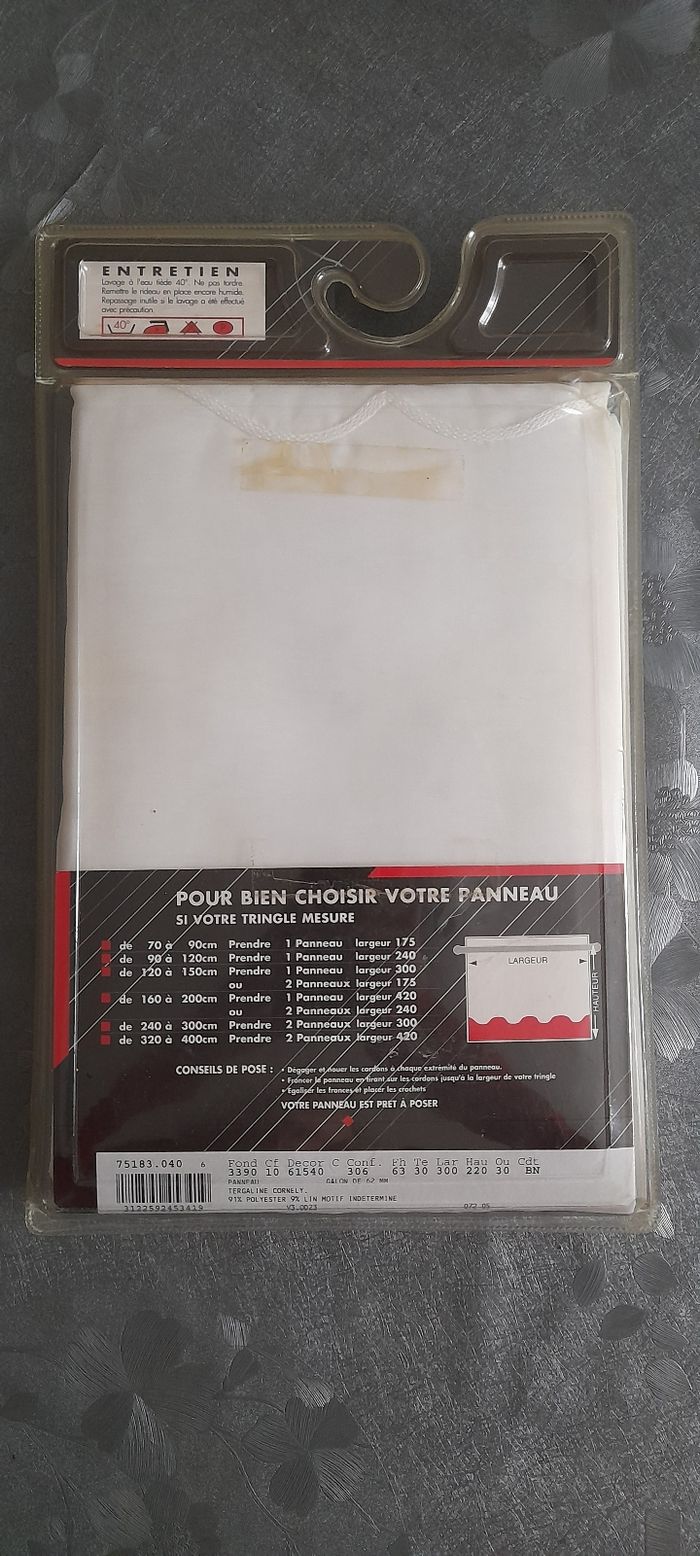 ENTRETIEN
Lavage à l'eau tiède 40°. Ne pas tordre.
Remettre le rideau en place encore humide.
Repassage inutile si le lavage a été effectué
avec précaution
40°
POUR BIEN CHOISIR VOTRE PANNEAU
SI VOTRE TRINGLE MESURE
de 70 à 90cm Prendre 1 Panneau largeur 175
de 90 à 120cm Prendre 1 Panneau largeur 240
de 120 à 150cm Prendre 1 Panneau largeur 300
ou 2 Panneaux largeur 175
de 160 à 200cm Prendre 1 Panneau largeur 420
ou 2 Panneaux largeur 240
de 240 à 300cm Prendre 2 Panneaux largeur 300
de 320 à 400cm Prendre 2 Panneaux largeur 420
LARGEUR
HAUTEUR
CONSEILS DE POSE : • Dégager et nouer les cordons à chaque extrémité du panneau.
• Froncer le panneau en tirant sur les cordons jusqu'à la largeur de votre tringle
• Egaliser les fronces et placer les crochets
VOTRE PANNEAU EST PRET À POSER
75183.040 6 Fond Cf Decor C Conf. Fh Te Lar Hau Ou Cdt
3390 10 61540 306 63 30 300 220 30 BN
PANNEAU GALON DE 62 MM
TERGALINE CORNELY.
91% POLYESTER 9% LIN MOTIF INDETERMINE
3122592453419 V3.0023 072 05